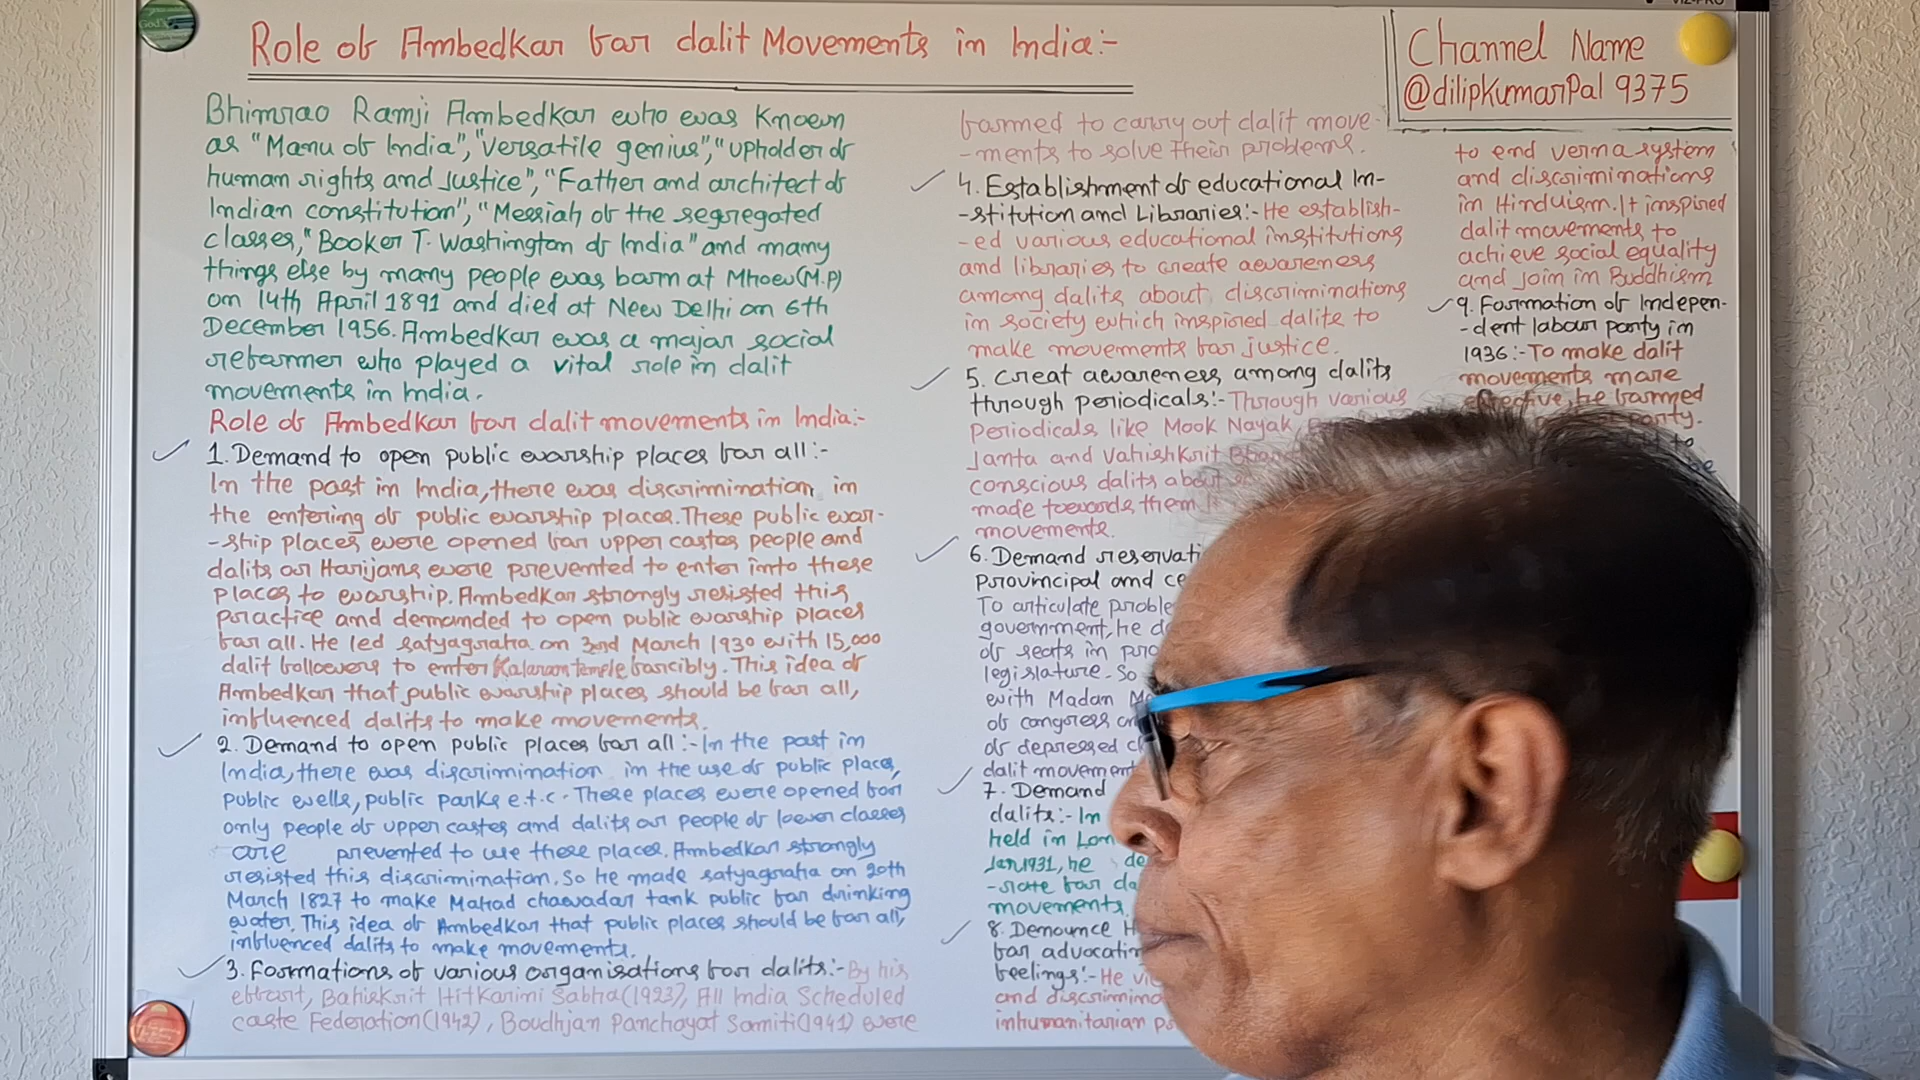 Role of Ambedkar for dalit Movements in India:-
Channel Name
@dilipkumarPal 9375
Bhimrao Ramji Ambedkar who was known
as "Manu of India", "versatile genius", "upholder of
human rights and justice", "Father and architect of
Indian constitution", "Messiah of the segregated
classes, "Booker T. Washington of India" and many
things else by many people was born at Mhow(M.P)
on 14th April 1891 and died at New Delhi on 6th
December 1956. Ambedkar was a major social
reformer who played a vital role in dalit
movements in India.
Role of Ambedkar for dalit movements in India:-
1. Demand to open public worship places for all:-
In the past in India, there was discrimination in
the entering of public worship places. These public wor-
-ship places were opened for upper castes people and
dalits or Harijans were prevented to enter into these
places to worship. Ambedkar strongly resisted this
practice and demanded to open public worship places
for all. He led satyagraha on 3rd March 1930 with 15,000
dalit followers to enter Kalaram temple forcibly. This idea of
Ambedkar that public worship places should be for all,
influenced dalits to make movements.
2. Demand to open public places for all:- In the past in
India, there was discrimination in the use of public place,
public wells, public parks e.t.c. These places were opened for
only people of upper castes and dalits or people of lower classes
are prevented to use these places. Ambedkar strongly
resisted this discrimination. So he made satyagraha on 20th
March 1827 to make Mahad chawadar tank public for drinking
water. This idea of Ambedkar that public places should be for all,
influenced dalits to make movements.
3. Formations of various organisations for dalits:- By his
effort, Bahiskrit Hitkarini Sabha(1923), All India Scheduled
caste Federation(1942), Boudhjan Panchayat Samiti(1941) were
formed to carry out dalit move-
-ments to solve their problems.
4. Establishment of educational In-
-stitution and Libraries:- He establish-
-ed various educational institutions
and libraries to create awareness
among dalits about discriminations
in society which inspired dalits to
make movements for justice.
5. Creat awareness among dalits
through periodicals:- Through various
Periodicals like Mook Nayak,
Janta and Vahishkrit
conscious dalits about
made towards them
movements.
6. Demand
Provincipal and
To articulate
government, he
of seats in
legislature. So
with Madan
of congress
of depressed
dalit
7. Demand
dalits:- In
held in
Jan 1931, he
-rate for
movements.
8. Denounce
for
feelings:- He
and
inhumanitarian
to end verna system
and discriminations
in Hinduism. It inspired
dalit movements to
achieve social equality
and join in Buddhism
9. Formation of Indepen-
-dent labour party in
1936:- To make dalit
movements more
effective, he formed
to